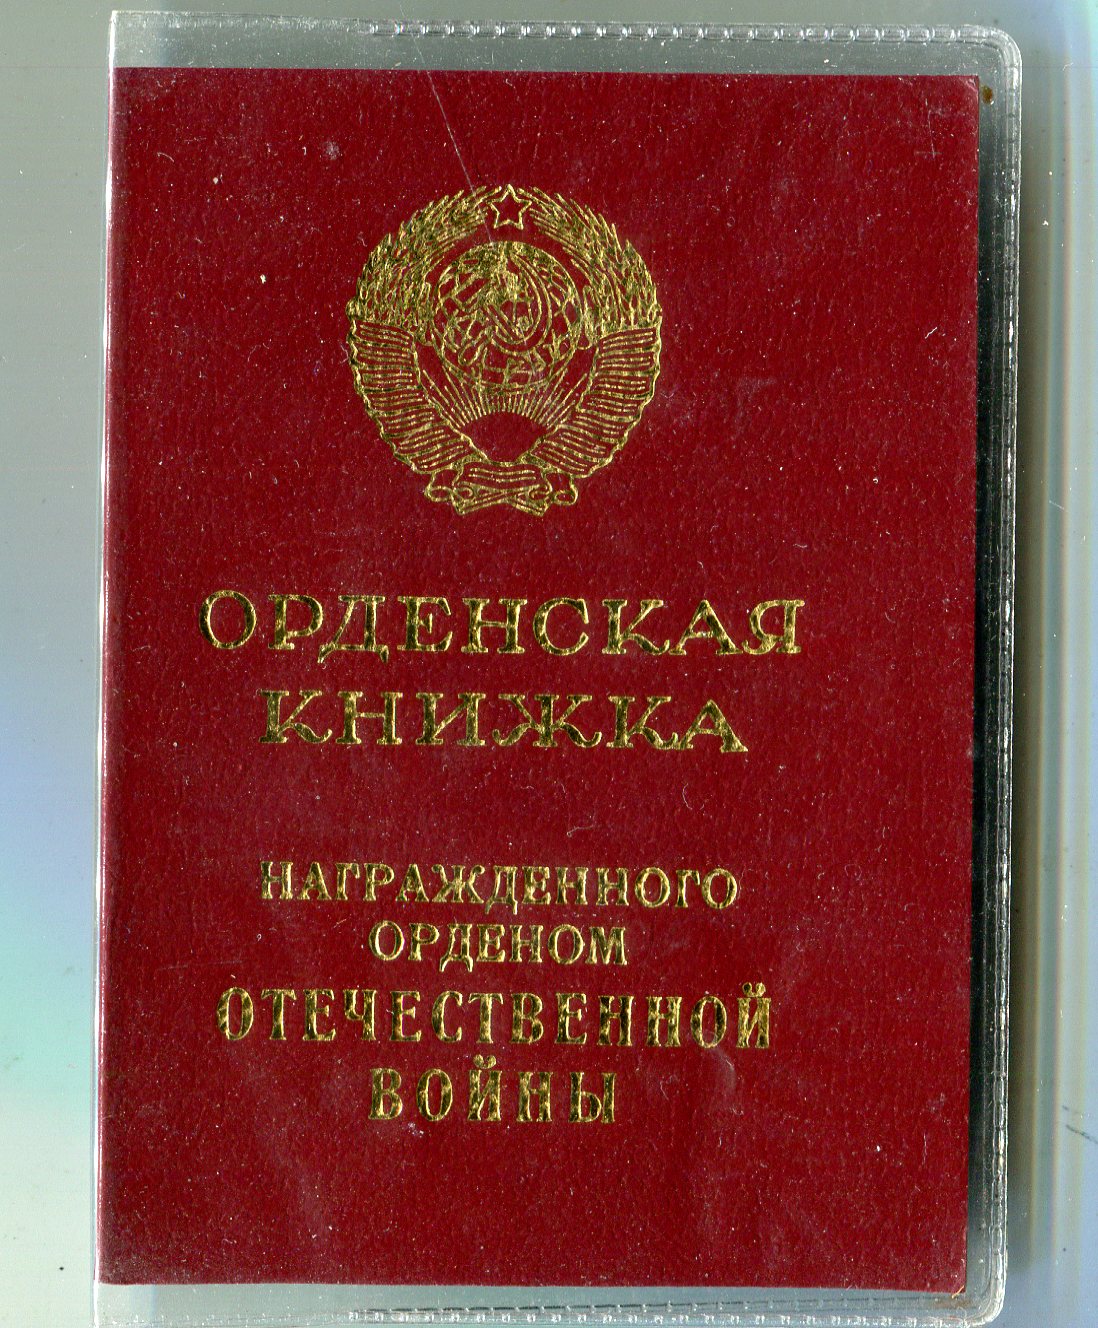 ОРДЕНСКАЯ
КНИЖКА
НАГРАЖДЕННОГО
ОРДЕНОМ
ОТЕЧЕСТВЕННОЙ
ВОЙНЫ